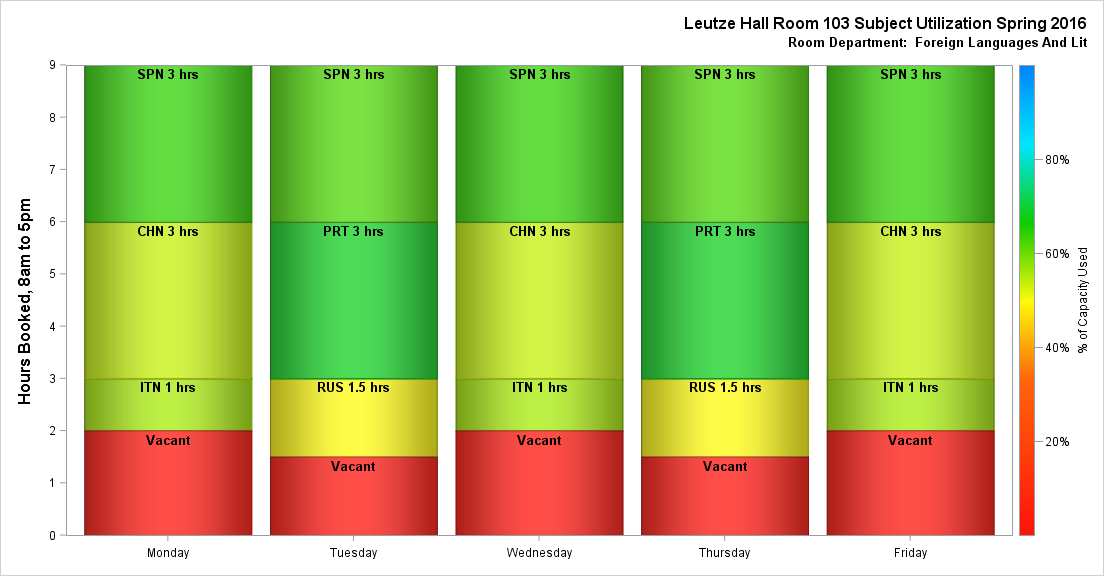 Leutze Hall Room 103 Subject Utilization Spring 2016
Room Department:  Foreign Languages And Lit
Hours Booked, 8am to 5pm
9
8
7
6
5
4
3
2
1
0
SPN 3 hrs
CHN 3 hrs
ITN 1 hrs
Vacant
Monday
SPN 3 hrs
PRT 3 hrs
RUS 1.5 hrs
Vacant
Tuesday
SPN 3 hrs
CHN 3 hrs
ITN 1 hrs
Vacant
Wednesday
SPN 3 hrs
PRT 3 hrs
RUS 1.5 hrs
Vacant
Thursday
SPN 3 hrs
CHN 3 hrs
ITN 1 hrs
Vacant
Friday
80%
60%
40%
20%
% of Capacity Used